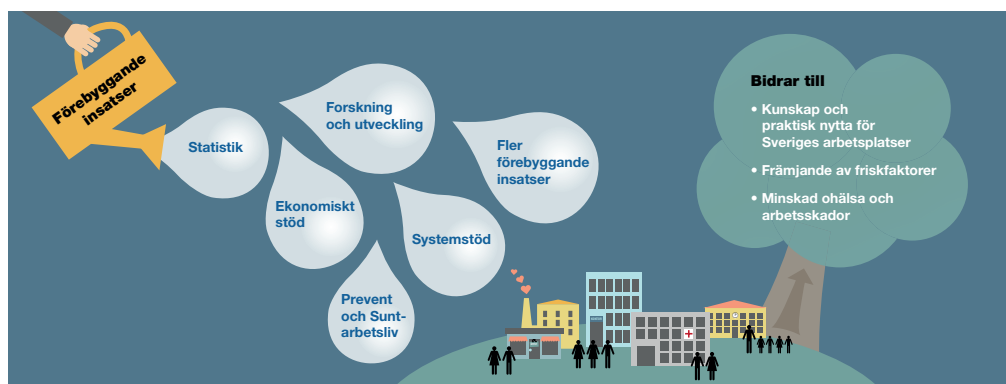 Förebyggande
insatser
Statistik
Forskning
och utveckling
Ekonomiskt
stöd
Fler
förebyggande
insatser
Systemstöd
Prevent
och Sunt-
arbetsliv
Bidrar till
• Kunskap och
praktisk nytta för
Sveriges arbetsplatser
• Främjande av friskfaktorer
• Minskad ohälsa och
arbetsskador